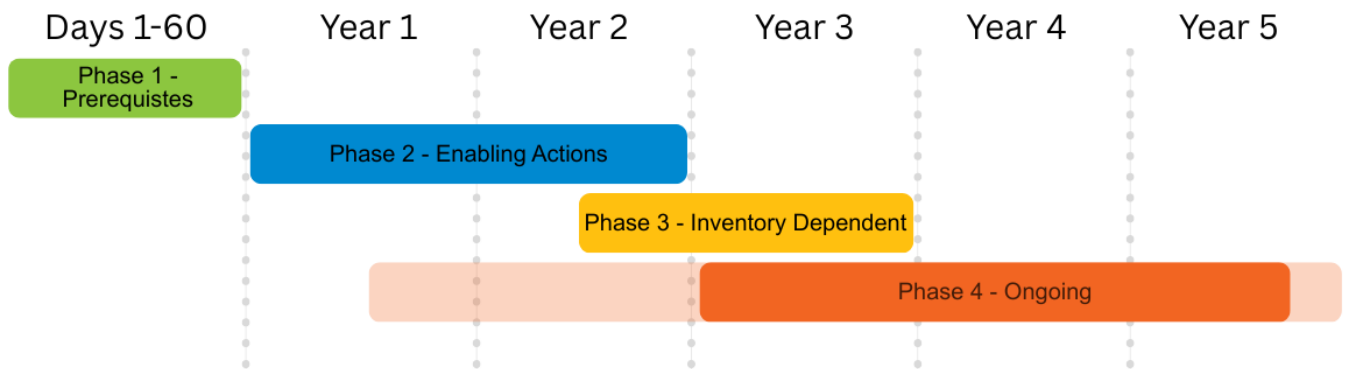 Days 1-60 Year 1 Year 2 Year 3 Year 4 Year 5
Phase 1 -
Prerequistes
Phase 2 - Enabling Actions
Phase 3 - Inventory Dependent
Phase 4 - Ongoing